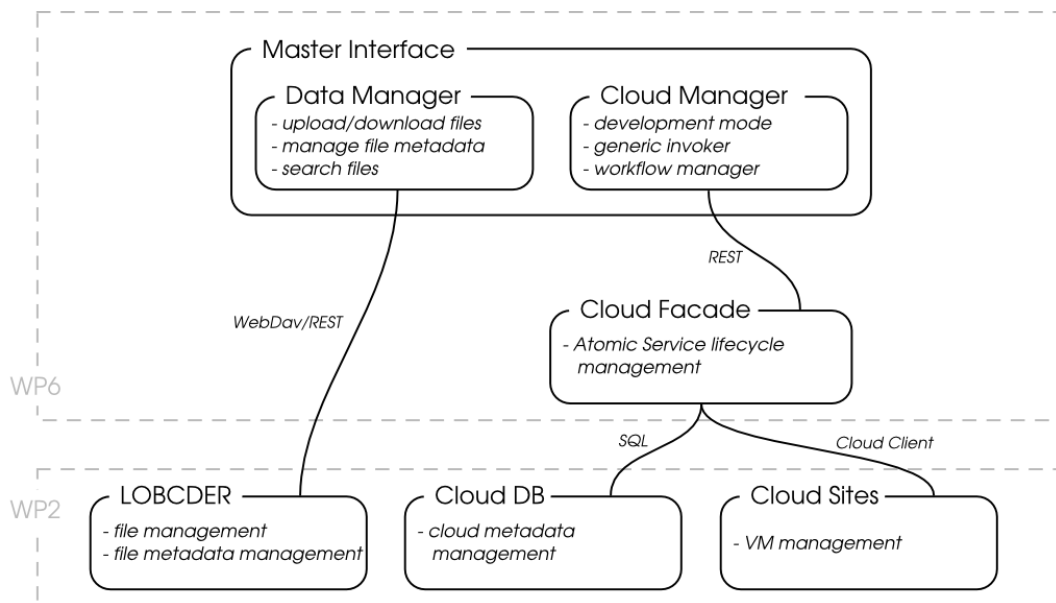 Master Interface
Data Manager
- upload/download files
- manage file metadata
- search files
Cloud Manager
- development mode
- generic invoker
- workflow manager
REST
Cloud Facade
- Atomic Service lifecycle
management
WebDav/REST
WP6
SQL
Cloud Client
WP2
LOBCDER
- file management
- file metadata management
Cloud DB
- cloud metadata
management
Cloud Sites
- VM management